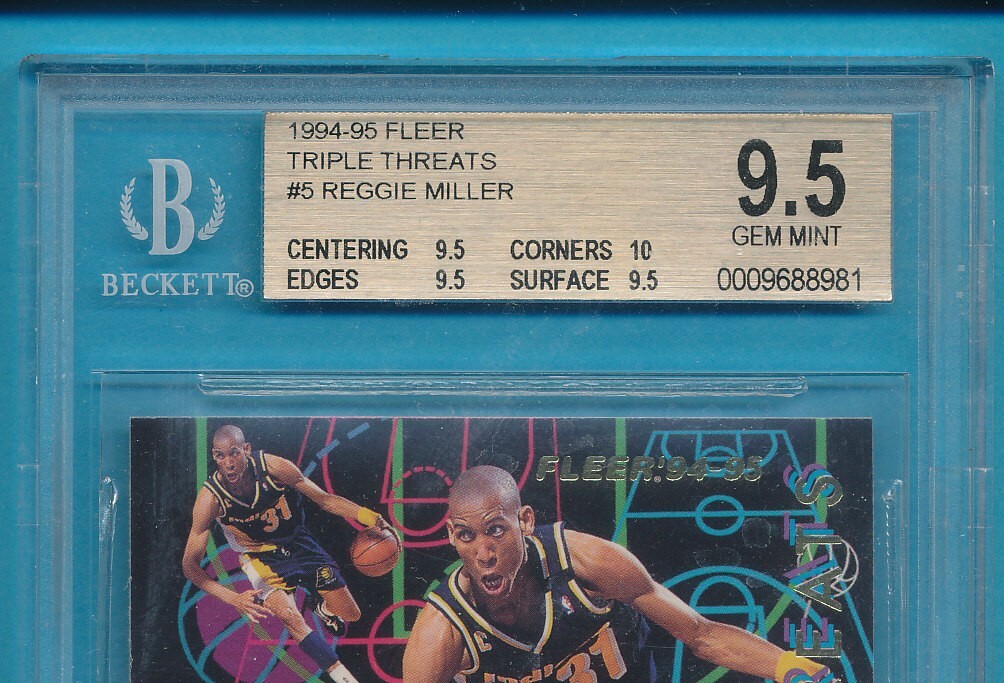 1994-95 FLEER
TRIPLE THREATS
#5 REGGIE MILLER
9.5
GEM MINT
CENTERING 9.5 CORNERS 10
EDGES 9.5 SURFACE 9.5
0009688981
B
BECKETT®
FLEER '94-95
31
31
EATS